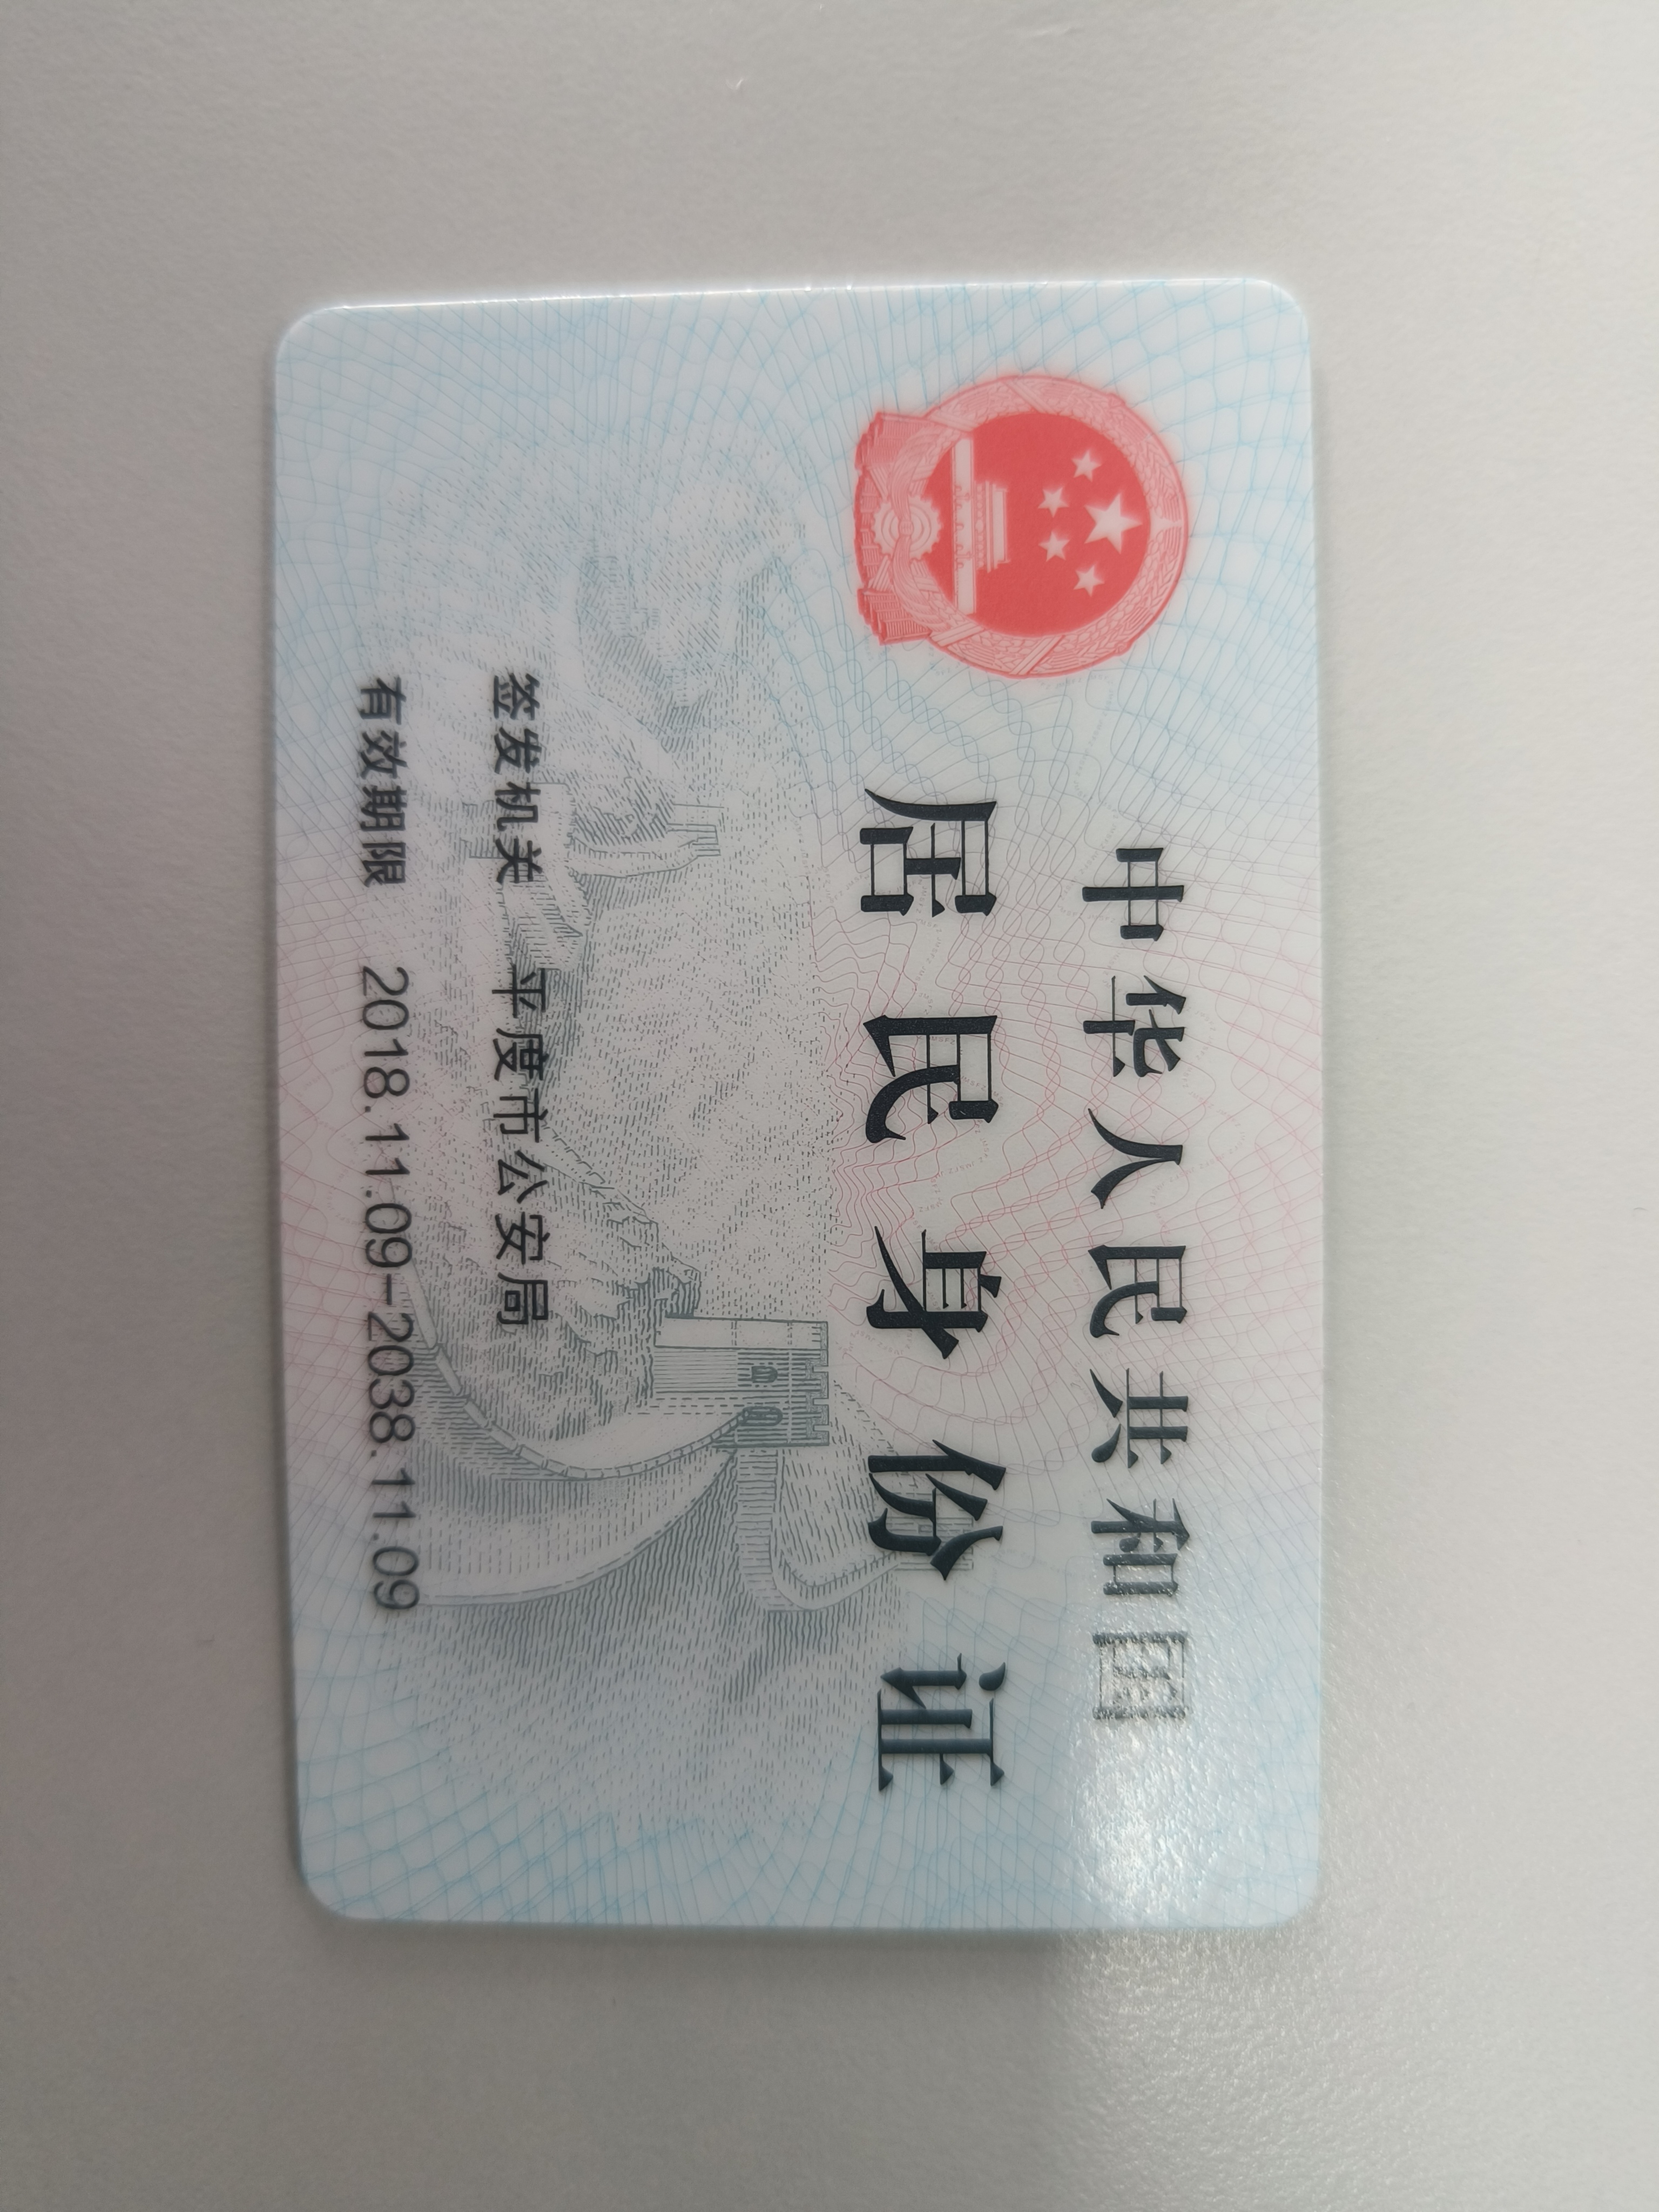 中华人民共和国
居民身份证
签发机关 平度市公安局
有效期限 2018.11.09-2038.11.09